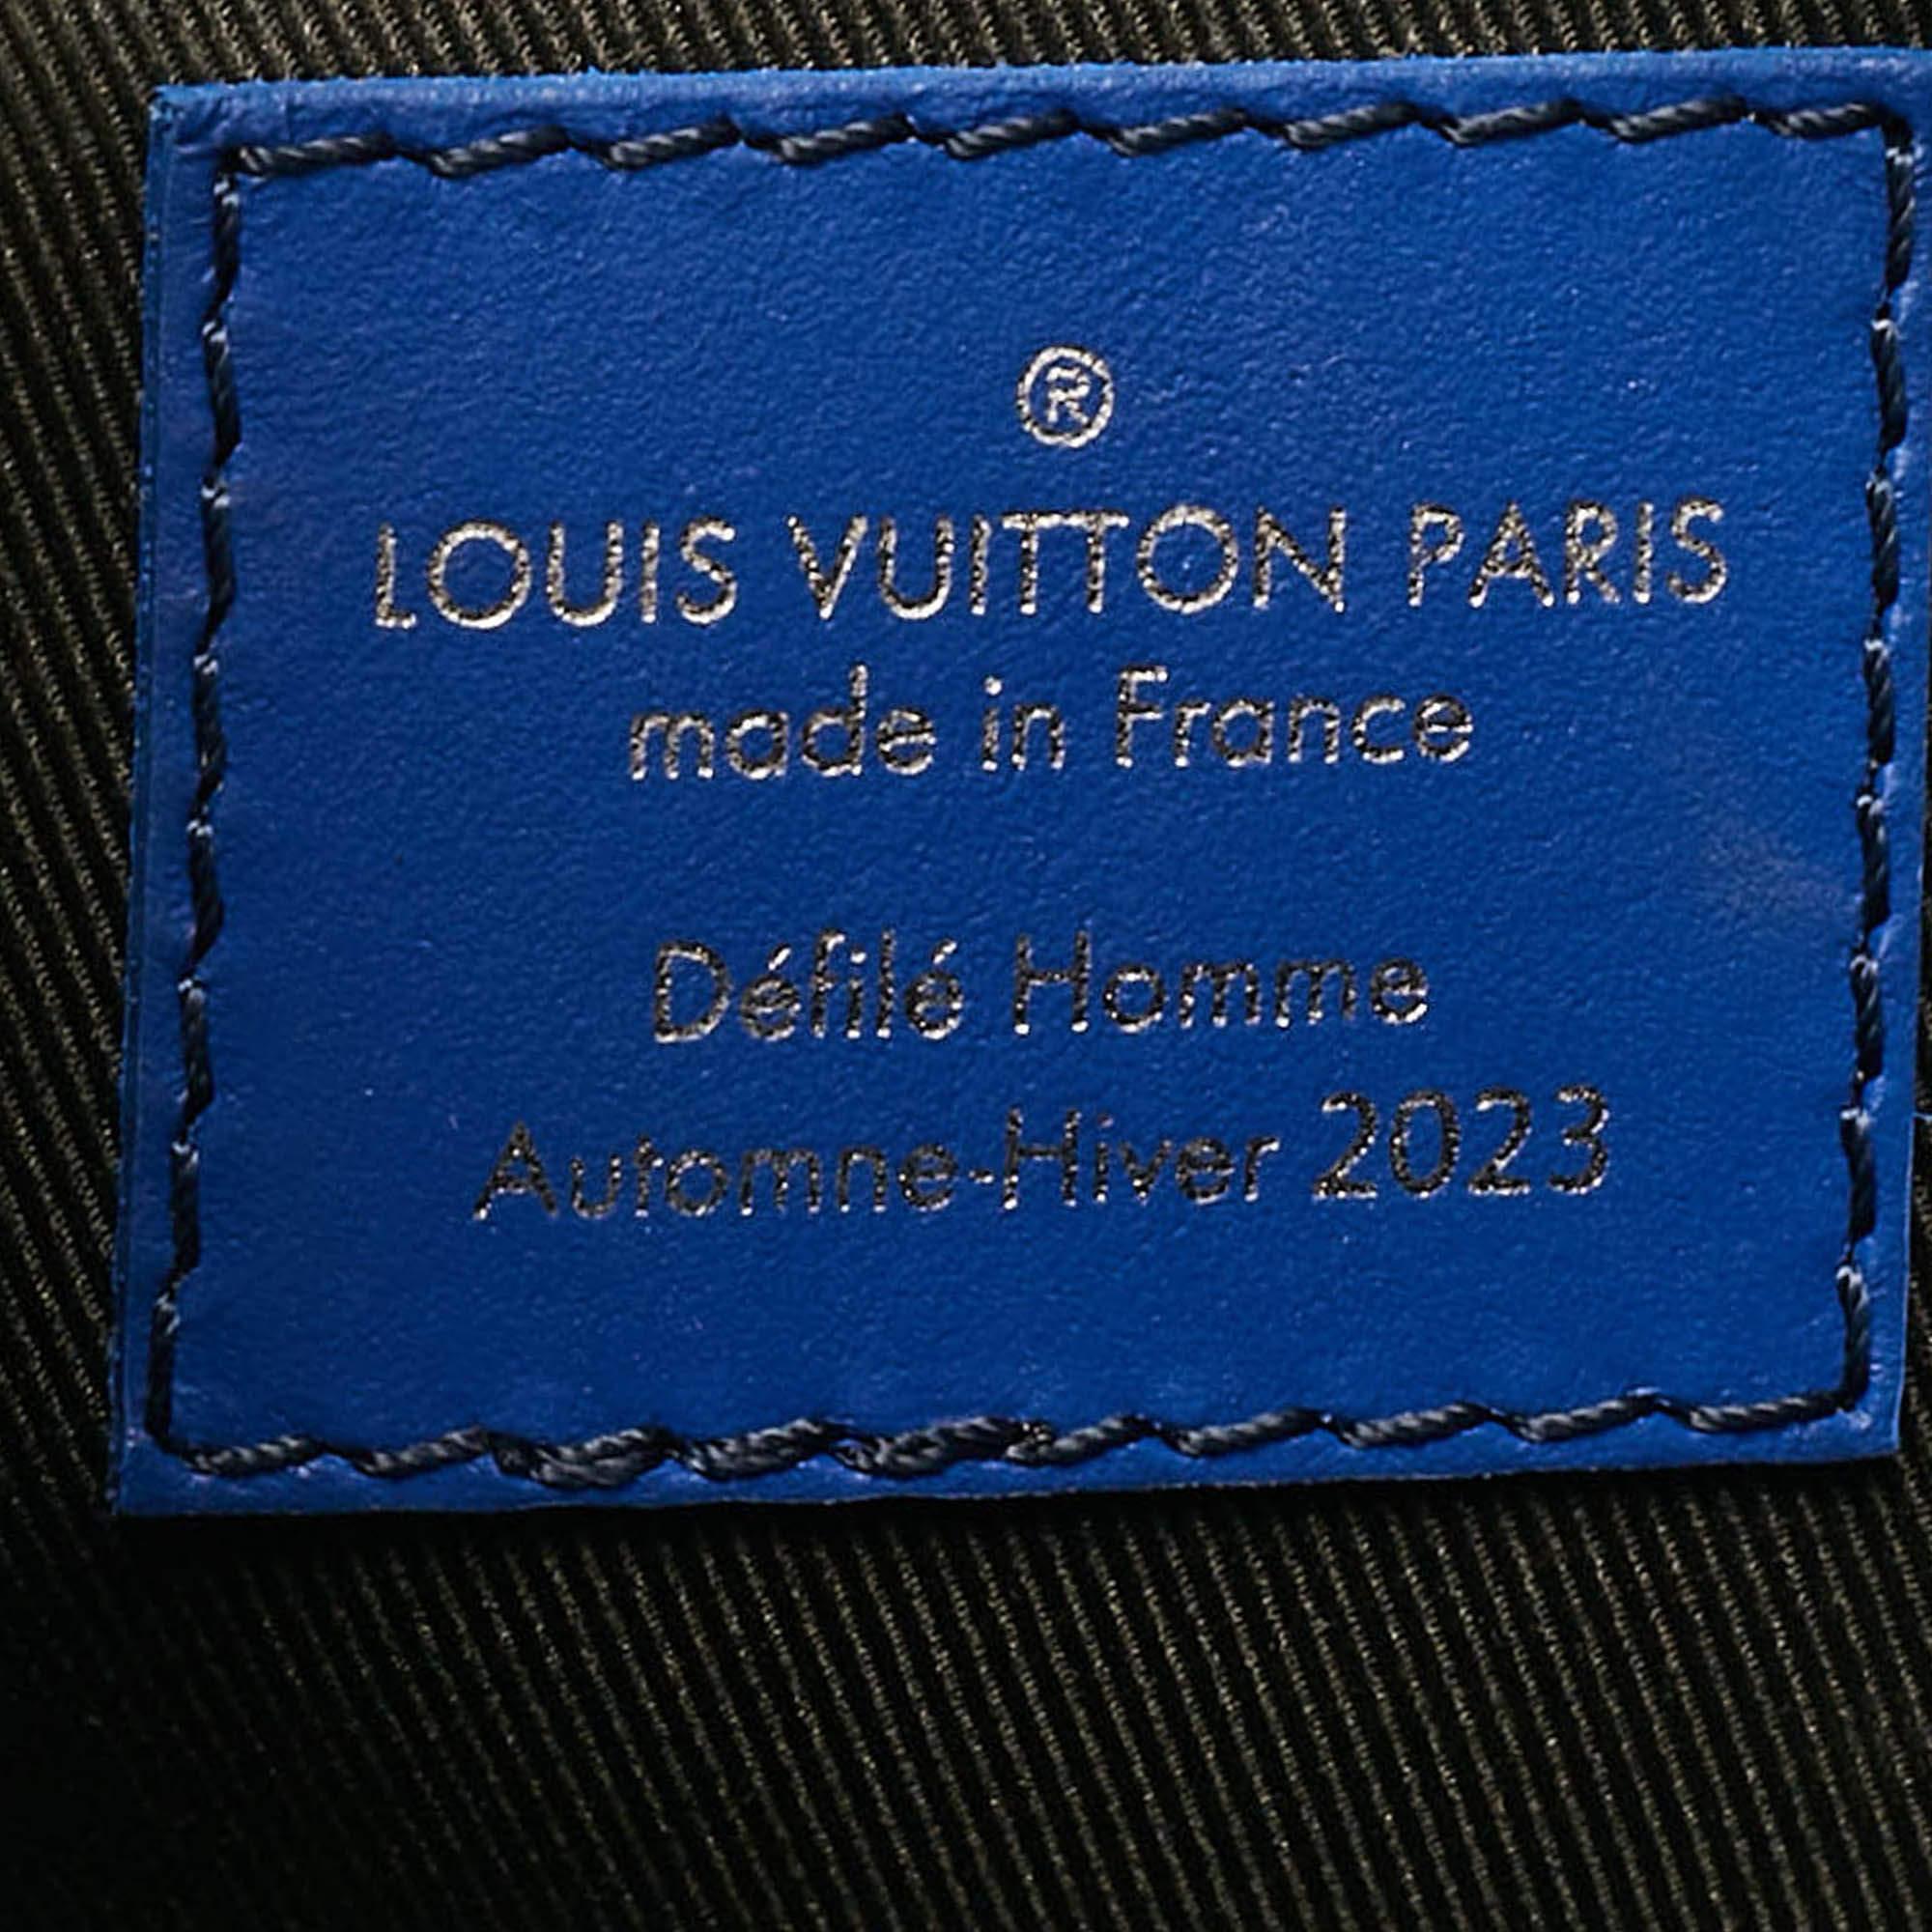 ®
LOUIS VUITTON PARIS
made in France
Défilé Homme
Automne-Hiver 2023